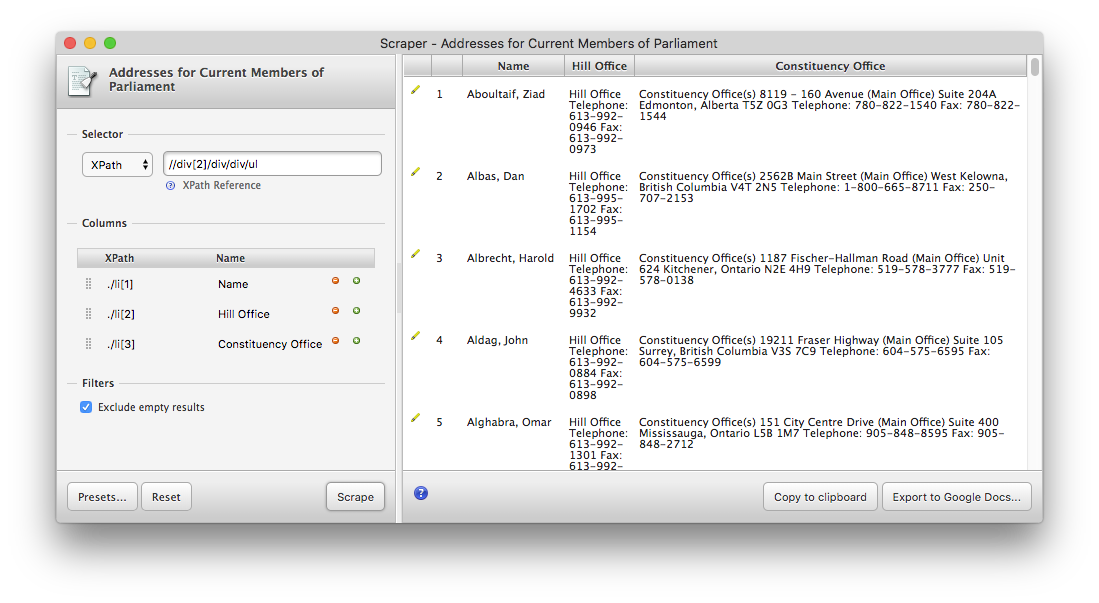 Scraper - Addresses for Current Members of Parliament
Addresses for Current Members of
Parliament
Selector
XPath
//div[2]/div/div/ul
? XPath Reference
Columns
XPath Name
./li[1] Name
./li[2] Hill Office
./li[3] Constituency Office
Filters
Exclude empty results
Presets... Reset Scrape
Name Hill Office Constituency Office
1 Aboultaif, Ziad
Hill Office
Telephone:
613-992-
0946 Fax:
613-992-
0973
Constituency Office(s) 8119 - 160 Avenue (Main Office) Suite 204A
Edmonton, Alberta T5Z 0G3 Telephone: 780-822-1540 Fax: 780-822-
1544
2 Albas, Dan
Hill Office
Telephone:
613-995-
1702 Fax:
613-995-
1154
Constituency Office(s) 2562B Main Street (Main Office) West Kelowna,
British Columbia V4T 2N5 Telephone: 1-800-665-8711 Fax: 250-
707-2153
3 Albrecht, Harold
Hill Office
Telephone:
613-992-
4633 Fax:
613-992-
9932
Constituency Office(s) 1187 Fischer-Hallman Road (Main Office) Unit
624 Kitchener, Ontario N2E 4H9 Telephone: 519-578-3777 Fax: 519-
578-0138
4 Aldag, John
Hill Office
Telephone:
613-992-
0884 Fax:
613-992-
0898
Constituency Office(s) 19211 Fraser Highway (Main Office) Suite 105
Surrey, British Columbia V3S 7C9 Telephone: 604-575-6595 Fax:
604-575-6599
5 Alghabra, Omar
Hill Office
Telephone:
613-992-
1301 Fax:
613-992-
Constituency Office(s) 151 City Centre Drive (Main Office) Suite 400
Mississauga, Ontario L5B 1M7 Telephone: 905-848-8595 Fax: 905-
848-2712
? Copy to clipboard Export to Google Docs...